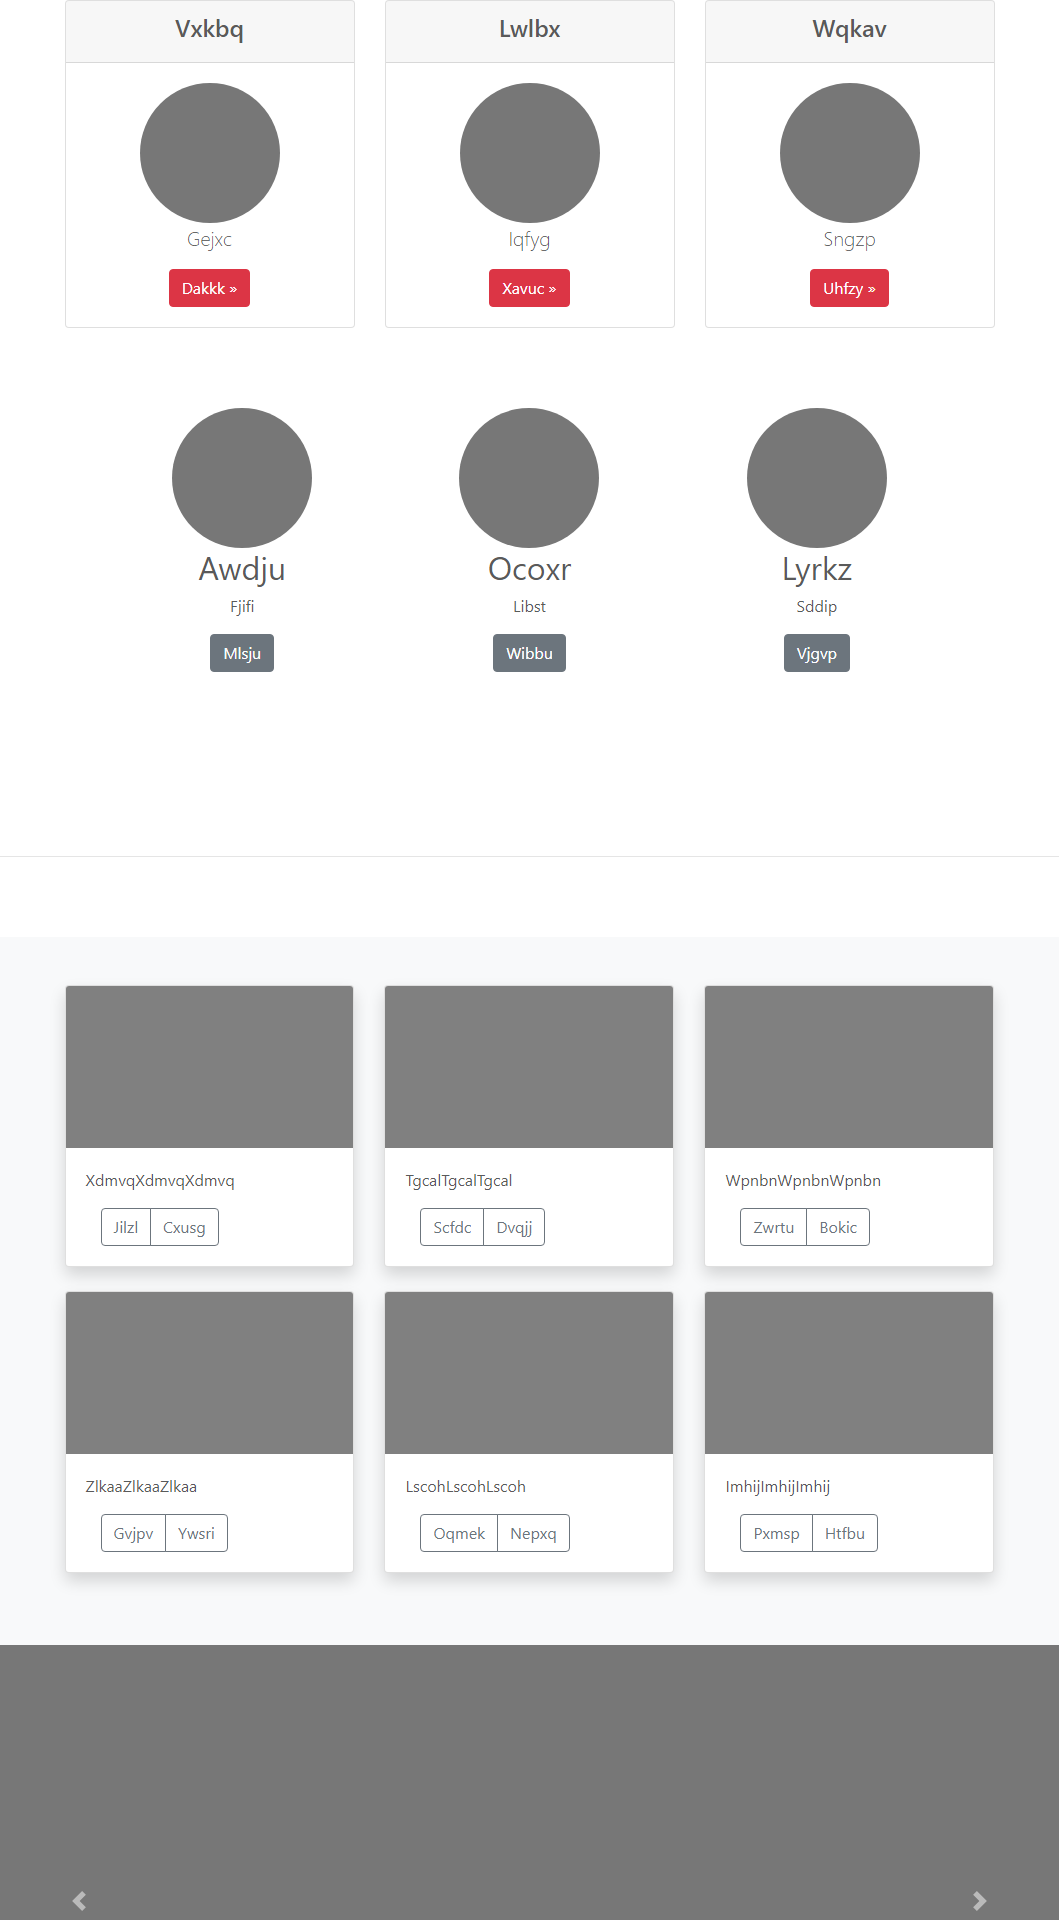 Vxkbq
Lwlbx
Wqkav
Gejxc
Iqfyg
Sngzp
Dakkk »
Xavuc »
Uhfzy »
Awdju
Ocoxr
Lyrkz
Fjifi
Libst
Sddip
Mlsju
Wibbu
Vjgvp
XdmvqXdmvqXdmvq
TgcalTgcalTgcal
WpnbnWpnbnWpnbn
Jilzl Cxusg
Scfdc Dvqjj
Zwrtu Bokic
ZlkaaZlkaaZlkaa
LscohLscohLscoh
ImhijImhijImhij
Gvjpv Ywsri
Oqmek Nepxq
Pxmsp Htfbu